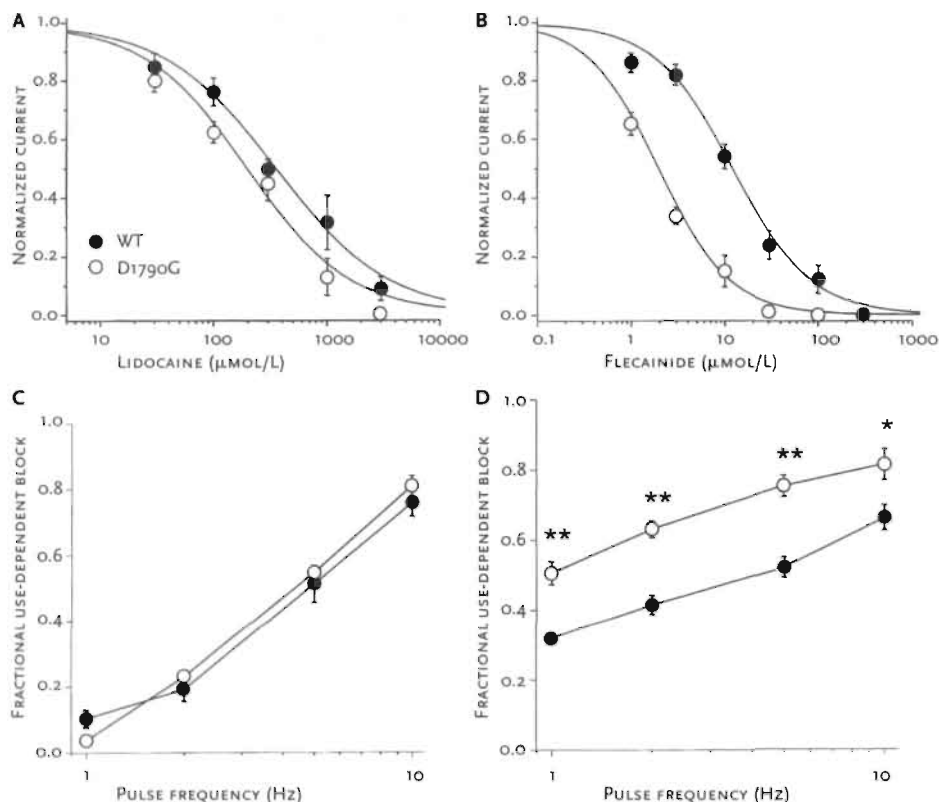 A
B
1.0
0.8
0.6
0.4
0.2
0.0
NORMALIZED CURRENT
WT
D1790G
10
100
1000
10000
LIDOCAINE (μMOL/L)
1.0
0.8
0.6
0.4
0.2
0.0
NORMALIZED CURRENT
0.1
1
10
100
1000
FLECAINIDE (μMOL/L)
C
D
1.0
0.8
0.6
0.4
0.2
0.0
FRACTIONAL USE-DEPENDENT BLOCK
1
10
PULSE FREQUENCY (HZ)
1.0
0.8
0.6
0.4
0.2
0.0
FRACTIONAL USE-DEPENDENT BLOCK
**
**
**
*
1
10
PULSE FREQUENCY (HZ)